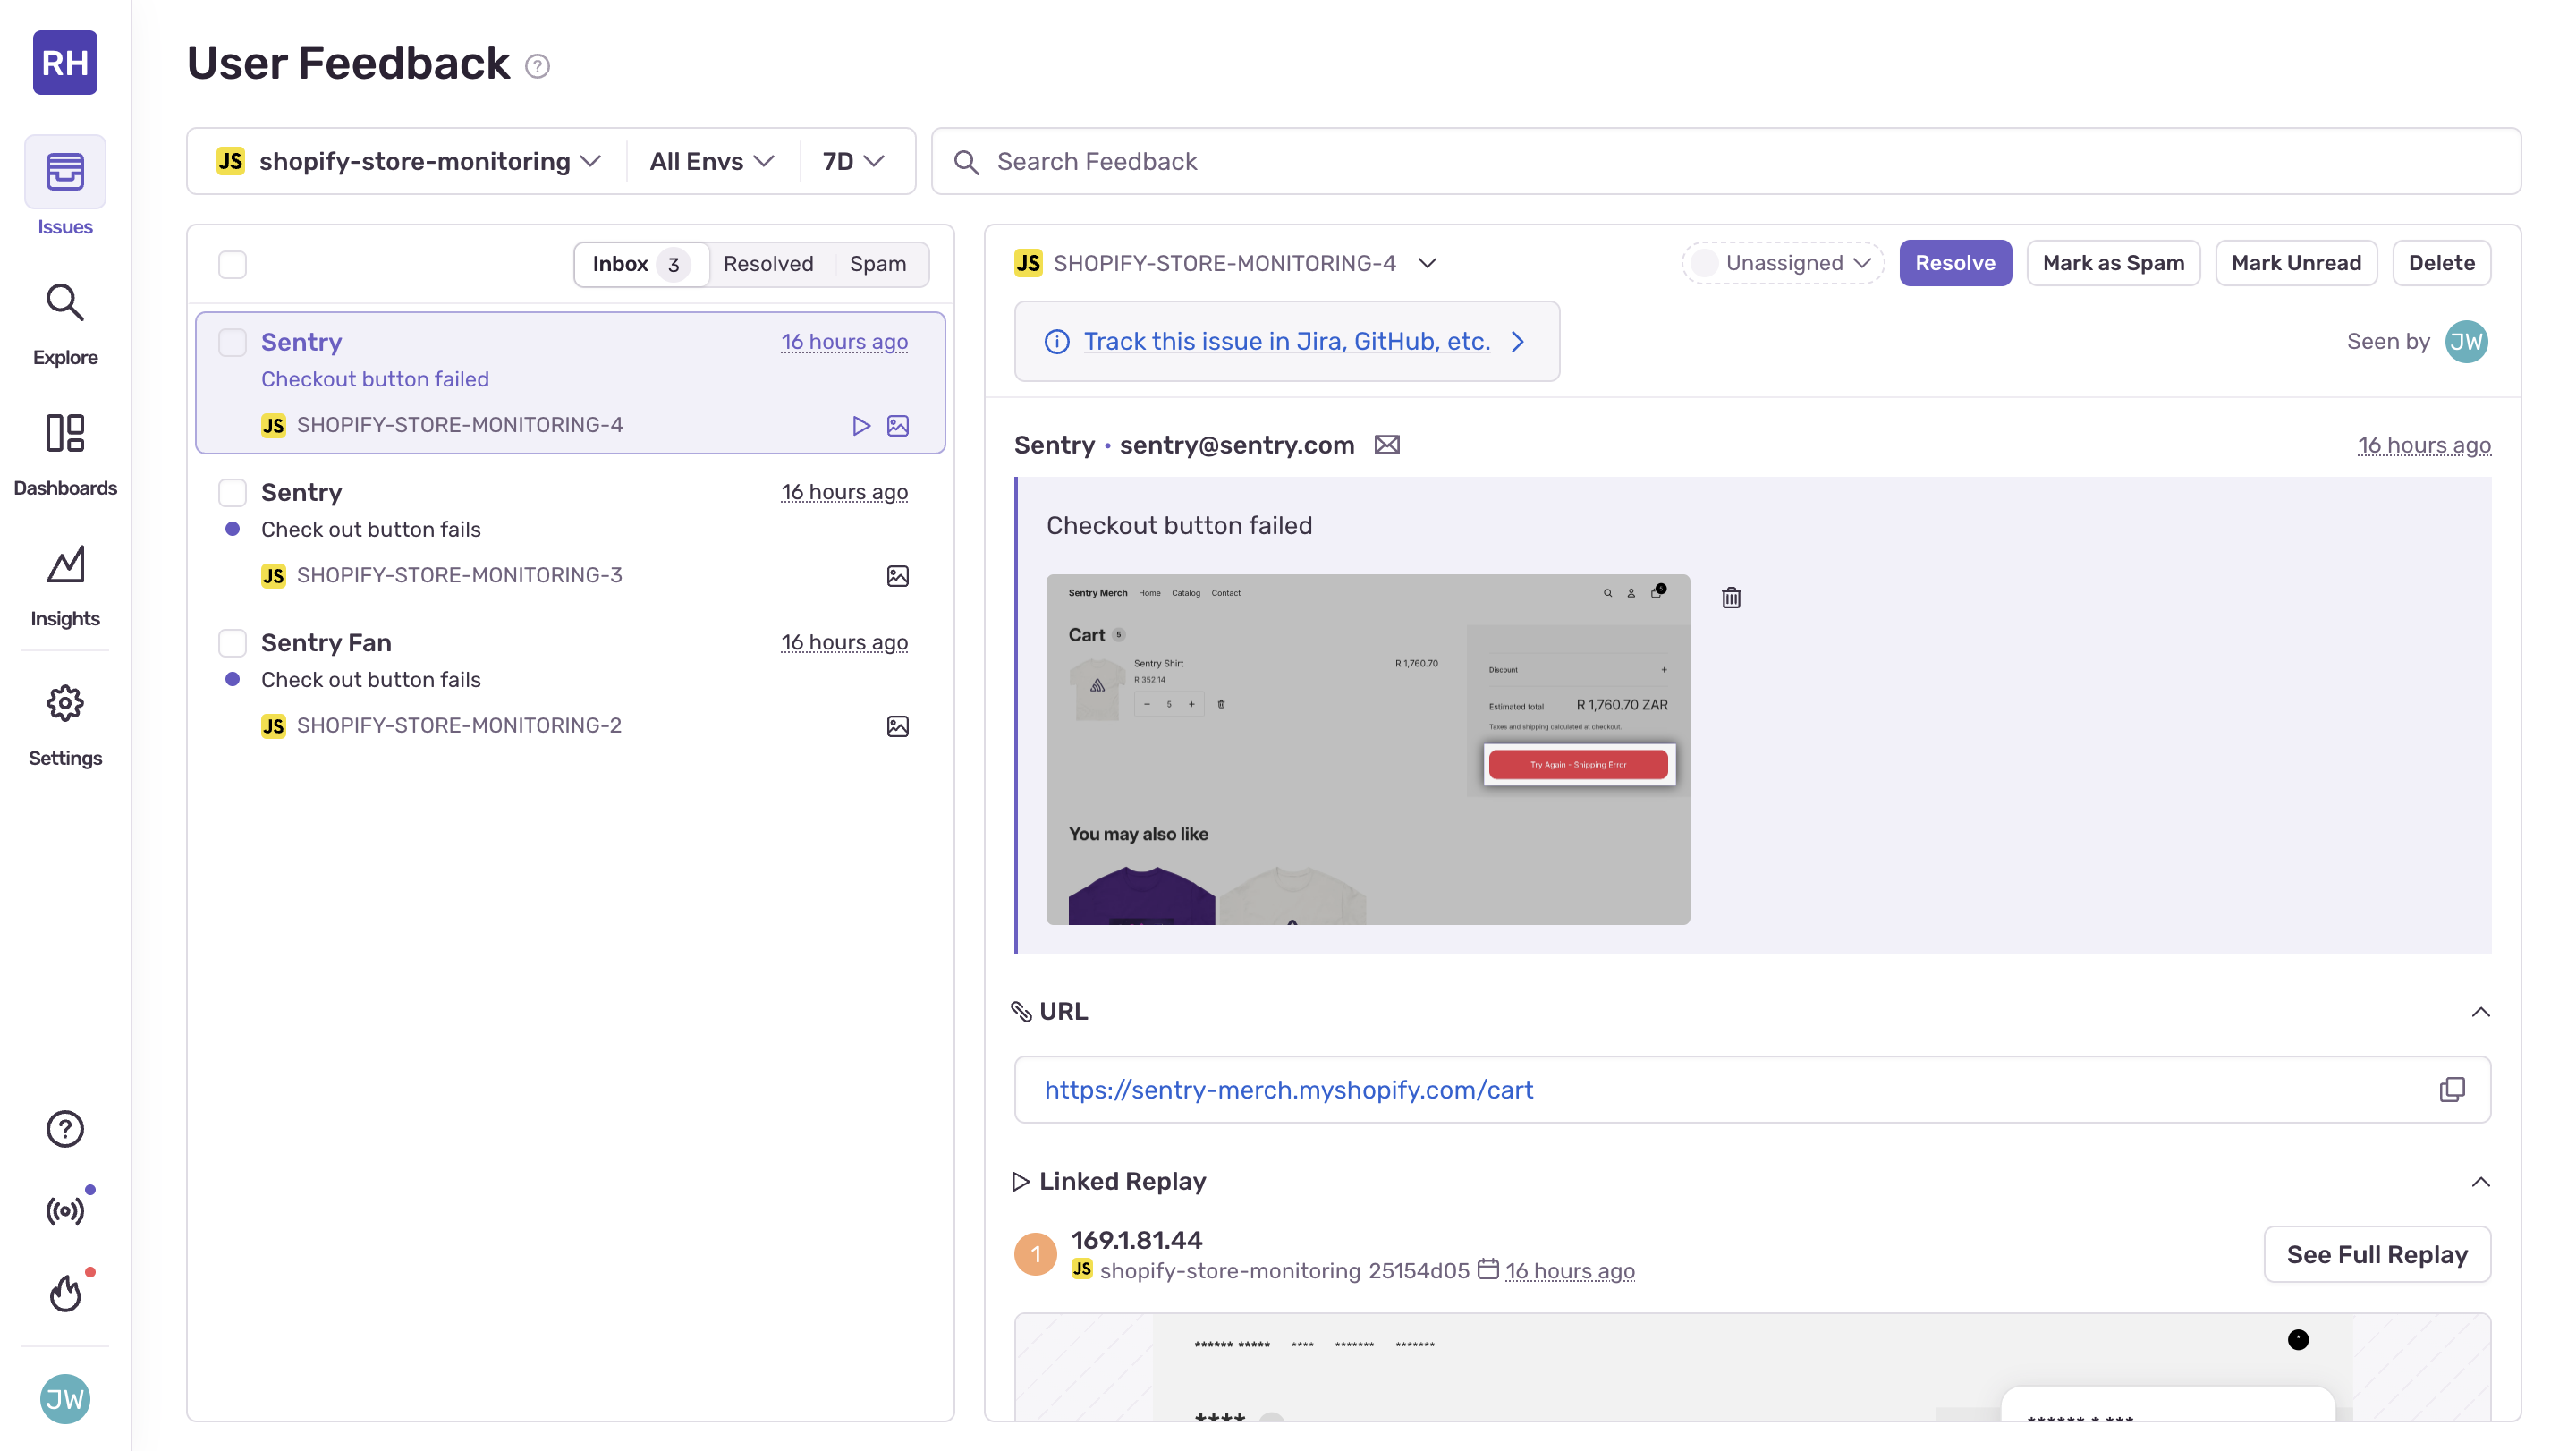 RH
Issues
Explore
Dashboards
Insights
Settings
JW
User Feedback ?
JS shopify-store-monitoring All Envs 7D
Search Feedback
Inbox 3 Resolved Spam
Sentry 16 hours ago
Checkout button failed
JS SHOPIFY-STORE-MONITORING-4
Sentry 16 hours ago
Check out button fails
JS SHOPIFY-STORE-MONITORING-3
Sentry Fan 16 hours ago
Check out button fails
JS SHOPIFY-STORE-MONITORING-2
JS SHOPIFY-STORE-MONITORING-4 Unassigned Resolve Mark as Spam Mark Unread Delete
Track this issue in Jira, GitHub, etc. Seen by JW
Sentry • sentry@sentry.com 16 hours ago
Checkout button failed
Sentry Merch Home Catalog Contact
Cart 5
Sentry Shirt R 1,760.70
R 352.14
− 5 +
Discount +
Estimated total R 1,760.70 ZAR
Taxes and shipping calculated at checkout.
Try Again - Shipping Error
You may also like
URL
https://sentry-merch.myshopify.com/cart
Linked Replay
1 169.1.81.44
JS shopify-store-monitoring 25154d05 16 hours ago
See Full Replay
****** ***** **** ******* *******
****
****** * ***